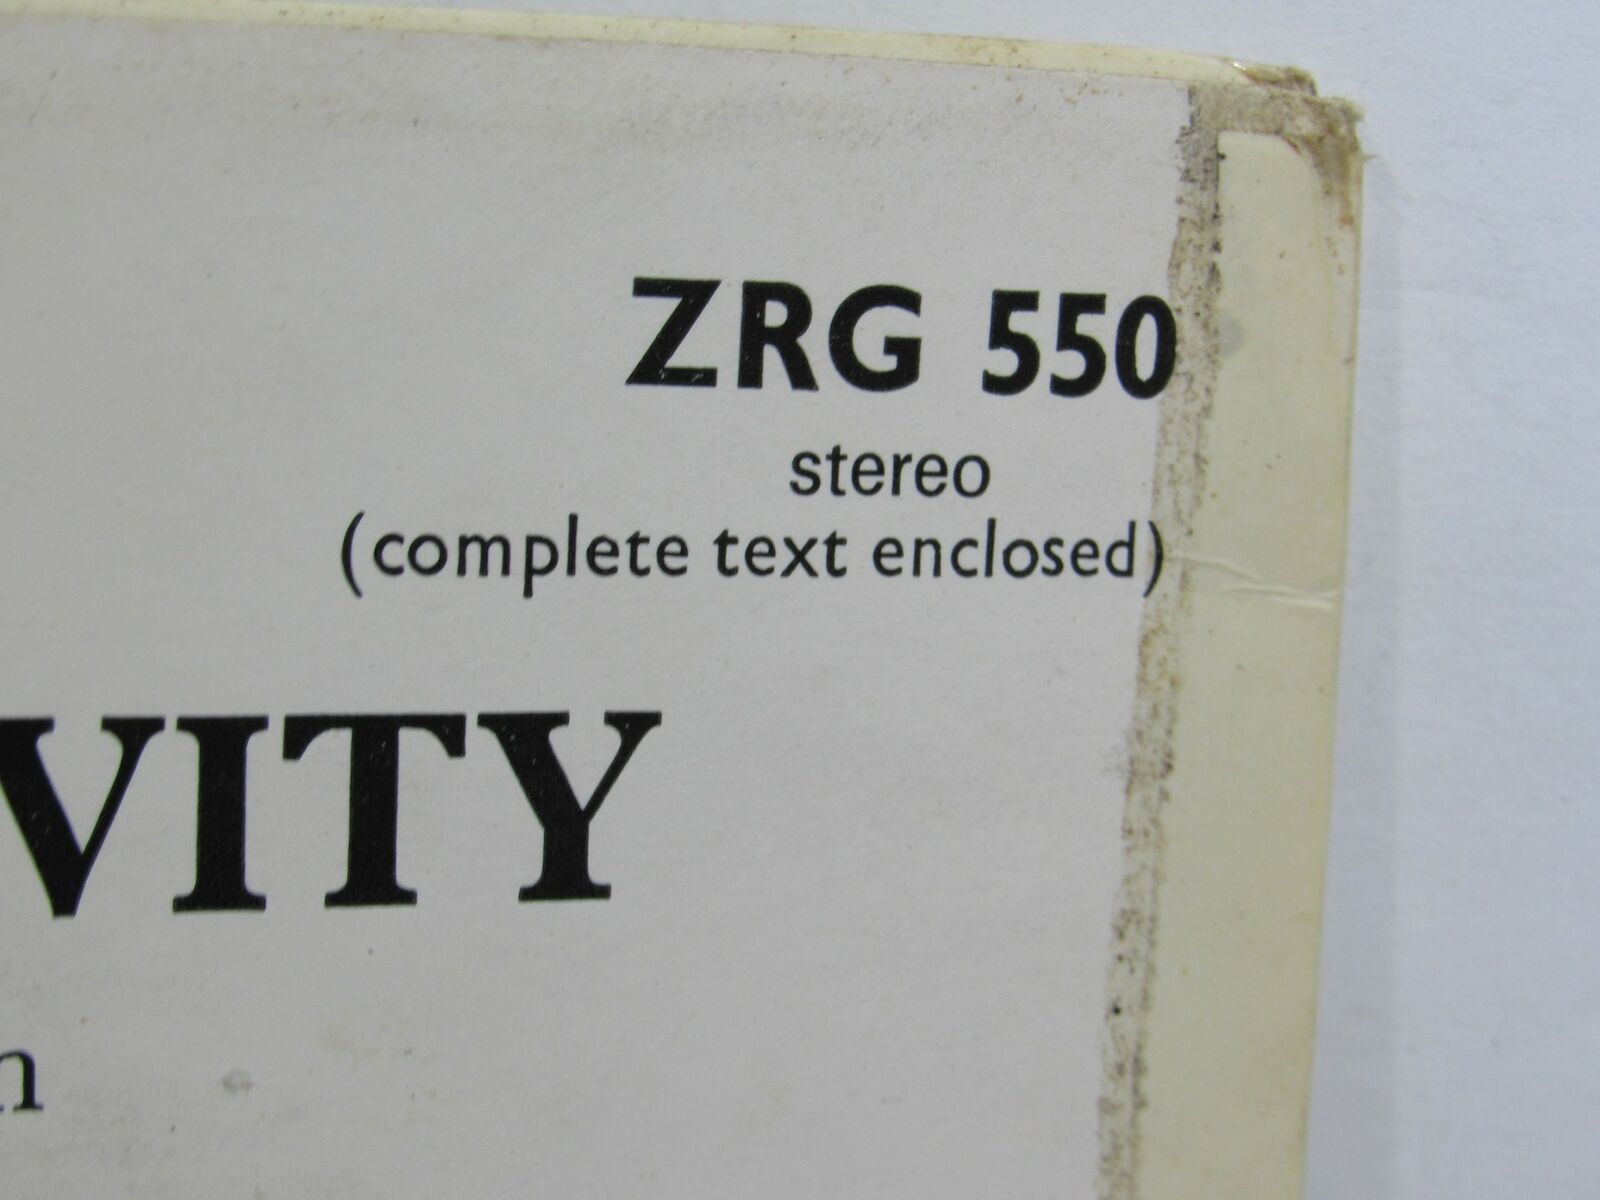 ZRG 550
stereo
(complete text enclosed)
VITY
n